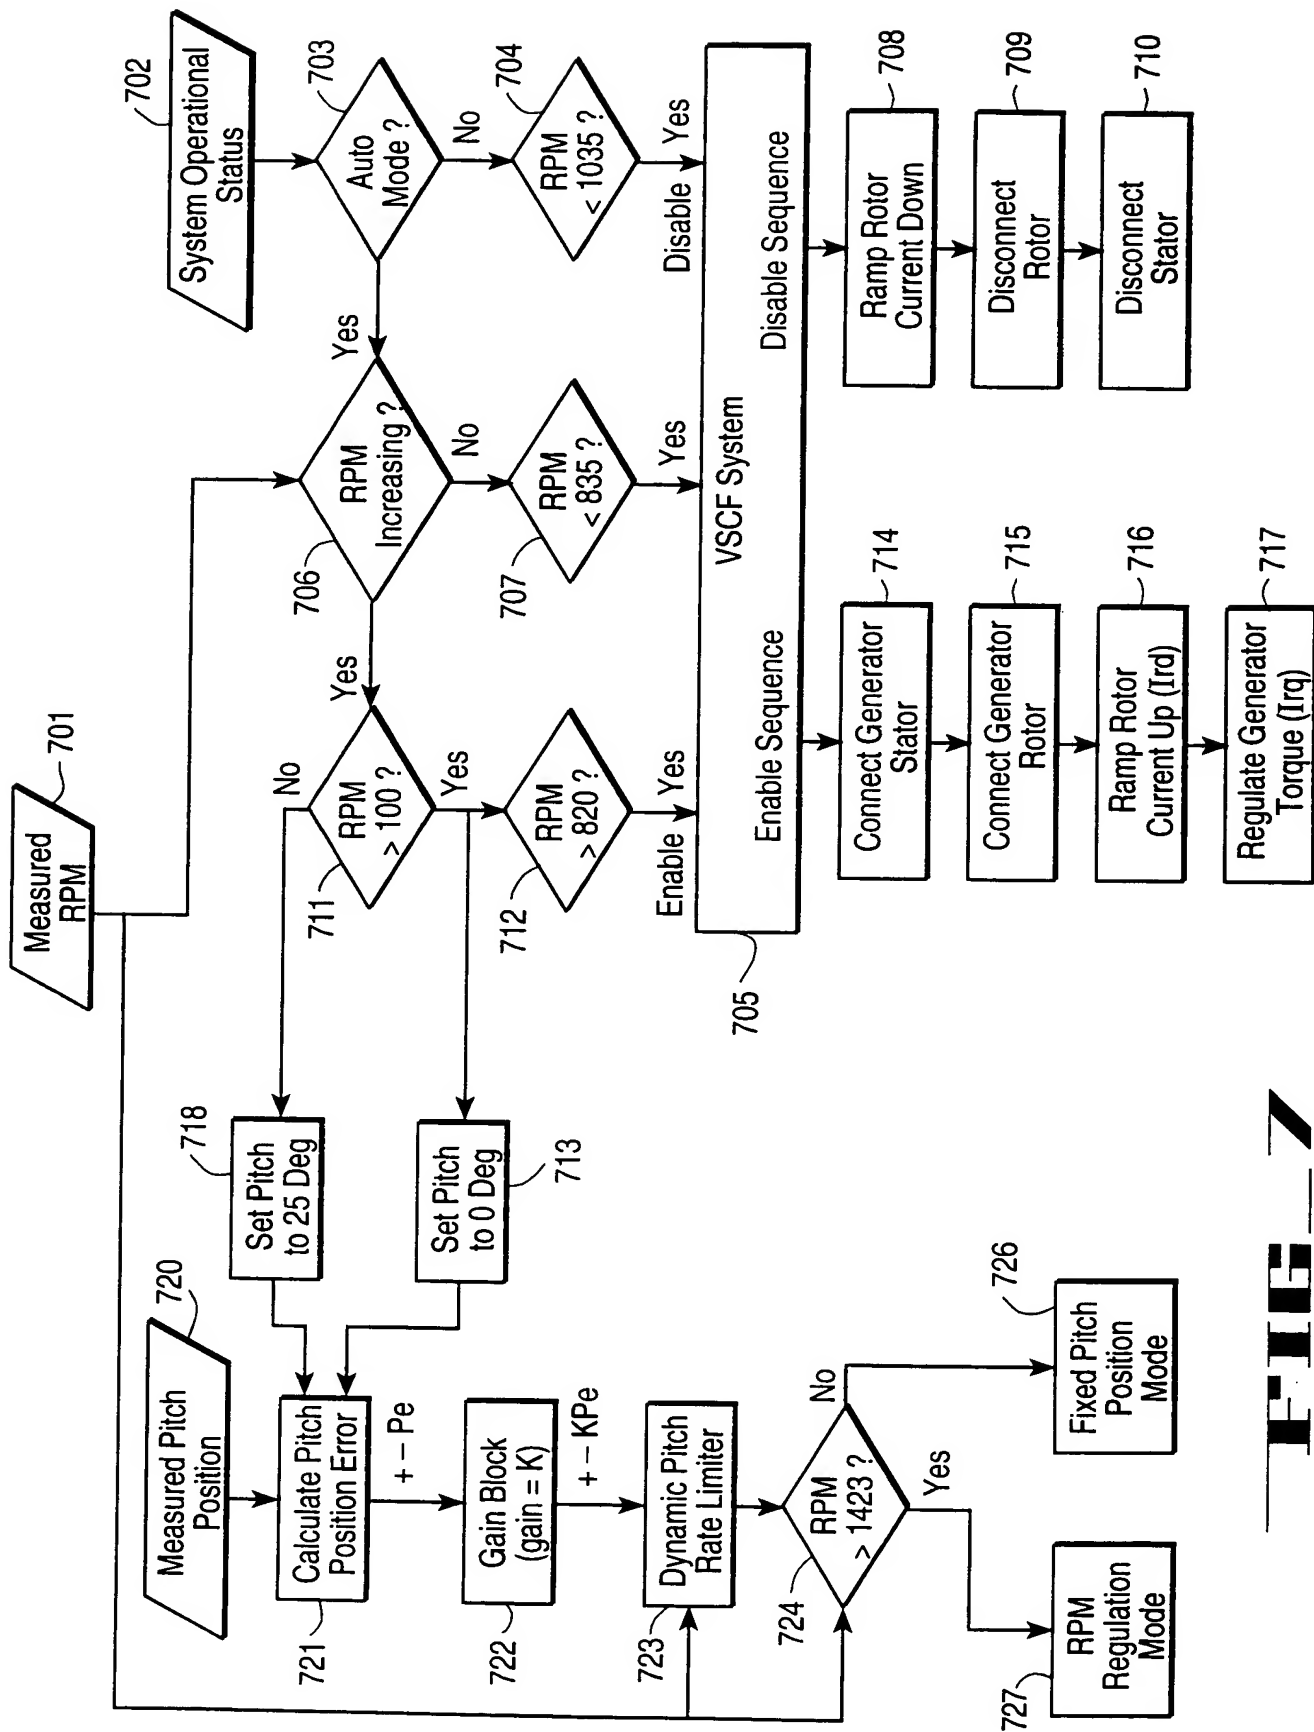 701
Measured
RPM
702
System Operational
Status
703
Auto
Mode ?
Yes
No
704
RPM
< 1035 ?
Disable
Yes
706
RPM
Increasing ?
Yes
No
707
RPM
< 835 ?
Yes
711
RPM
> 100 ?
No
Yes
712
RPM
> 820 ?
Enable
Yes
705
VSCF System
Enable Sequence
Disable Sequence
708
Ramp Rotor
Current Down
709
Disconnect
Rotor
710
Disconnect
Stator
714
Connect Generator
Stator
715
Connect Generator
Rotor
716
Ramp Rotor
Current Up (Ird)
717
Regulate Generator
Torque (Irq)
718
Set Pitch
to 25 Deg
713
Set Pitch
to 0 Deg
720
Measured Pitch
Position
721
Calculate Pitch
Position Error
+ – Pe
722
Gain Block
(gain = K)
+ – KPe
723
Dynamic Pitch
Rate Limiter
724
RPM
> 1423 ?
No
Yes
726
Fixed Pitch
Position
Mode
727
RPM
Regulation
Mode
FIG_7